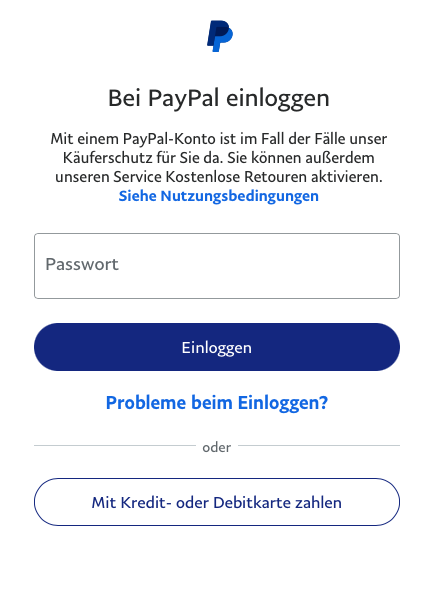 Bei PayPal einloggen
Mit einem PayPal-Konto ist im Fall der Fälle unser
Käuferschutz für Sie da. Sie können außerdem
unseren Service Kostenlose Retouren aktivieren.
Siehe Nutzungsbedingungen
Passwort
Einloggen
Probleme beim Einloggen?
oder
Mit Kredit- oder Debitkarte zahlen